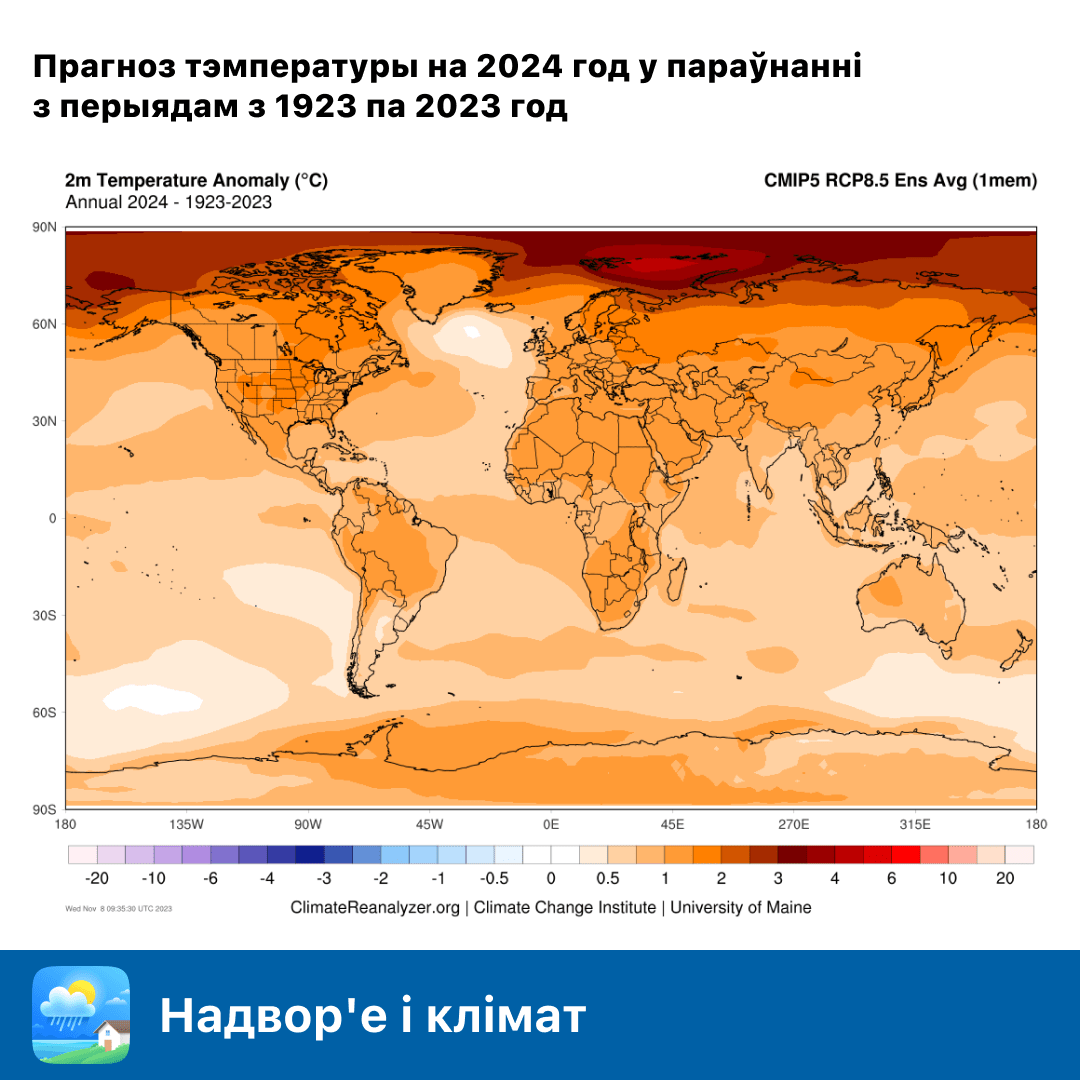 Прагноз тэмпературы на 2024 год у параўнанні
з перыядам з 1923 па 2023 год
2m Temperature Anomaly (°C)
CMIP5 RCP8.5 Ens Avg (1mem)
Annual 2024 - 1923-2023
90N
60N
30N
0
30S
60S
90S
180 135W 90W 45W 0E 45E 270E 315E 180
-20 -10 -6 -4 -3 -2 -1 -0.5 0 0.5 1 2 3 4 6 10 20
Wed Nov 8 09:35:30 UTC 2023
ClimateReanalyzer.org | Climate Change Institute | University of Maine
Надвор'е і клімат